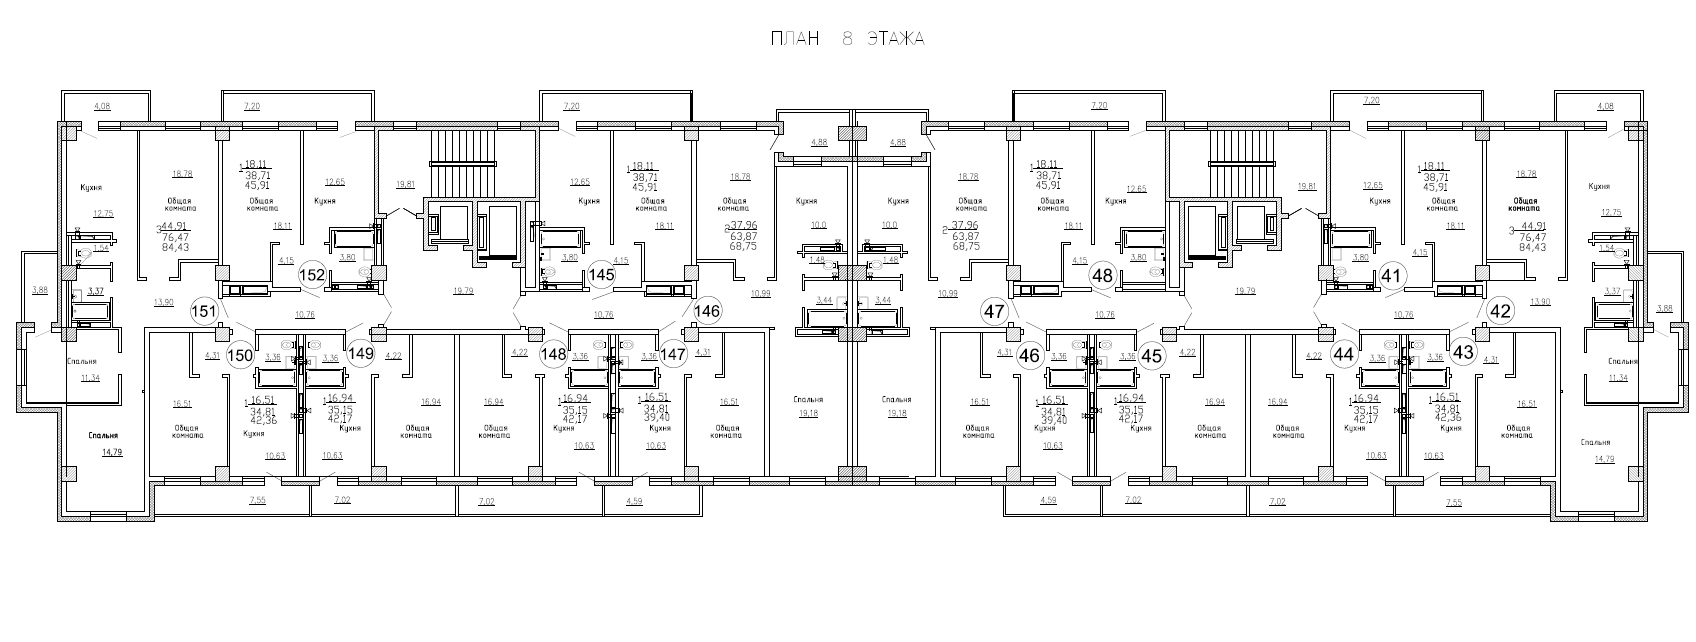 ПЛАН 8 ЭТАЖА
4,08
7,20
7,20
4,88
4,88
7,20
7,20
4,08
Кухня
12.75
18.78
Общая
комната
3 44.91
76,47
84,43
1 18.11
38,71
45,91
Общая
комната
18.11
12.65
Кухня
19,81
12.65
Кухня
1 18.11
38,71
45,91
Общая
комната
18.11
18.78
Общая
комната
2 37.96
63,87
68,75
Кухня
10.0
Кухня
10.0
18.78
Общая
комната
2 37.96
63,87
68,75
1 18.11
38,71
45,91
Общая
комната
18.11
12.65
Кухня
19,81
12.65
Кухня
1 18.11
38,71
45,91
Общая
комната
18.11
18.78
Общая
комната
3 44.91
76,47
84,43
Кухня
12,75
1.54
4,15
3,80
3,80
4,15
1,48
1,48
4,15
3,80
3,80
4,15
1,54
152
145
48
41
3,88
3,37
13,90
19.79
10,99
3,44
3,44
10,99
19.79
13.90
3,37
3,88
151
10,76
10,76
146
47
10,76
10,76
42
150
149
148
147
46
45
44
43
4,31
3,36
3,36
4,22
4,22
3,36
3,36
4,31
4,31
3,36
3,36
4,22
4,22
3,36
3,36
4,31
Спальня
11.34
Спальня
11.34
16.51
Общая
комната
1 16.51
34,81
42,36
Кухня
10.63
1 16.94
35,15
42,17
Кухня
10.63
16.94
Общая
комната
16.94
Общая
комната
1 16.94
35,15
42,17
Кухня
10.63
1 16.51
34,81
39,40
Кухня
10.63
16.51
Общая
комната
Спальня
19,18
Спальня
19,18
16.51
Общая
комната
1 16.51
34,81
39,40
Кухня
10.63
1 16.94
35,15
42,17
Кухня
16.94
Общая
комната
16.94
Общая
комната
1 16.94
35,15
42,17
Кухня
10.63
1 16.51
34,81
42,36
Кухня
10.63
16.51
Общая
комната
Спальня
14,79
Спальня
14,79
7,55
7,02
7,02
4,59
4,59
7,02
7,02
7,55